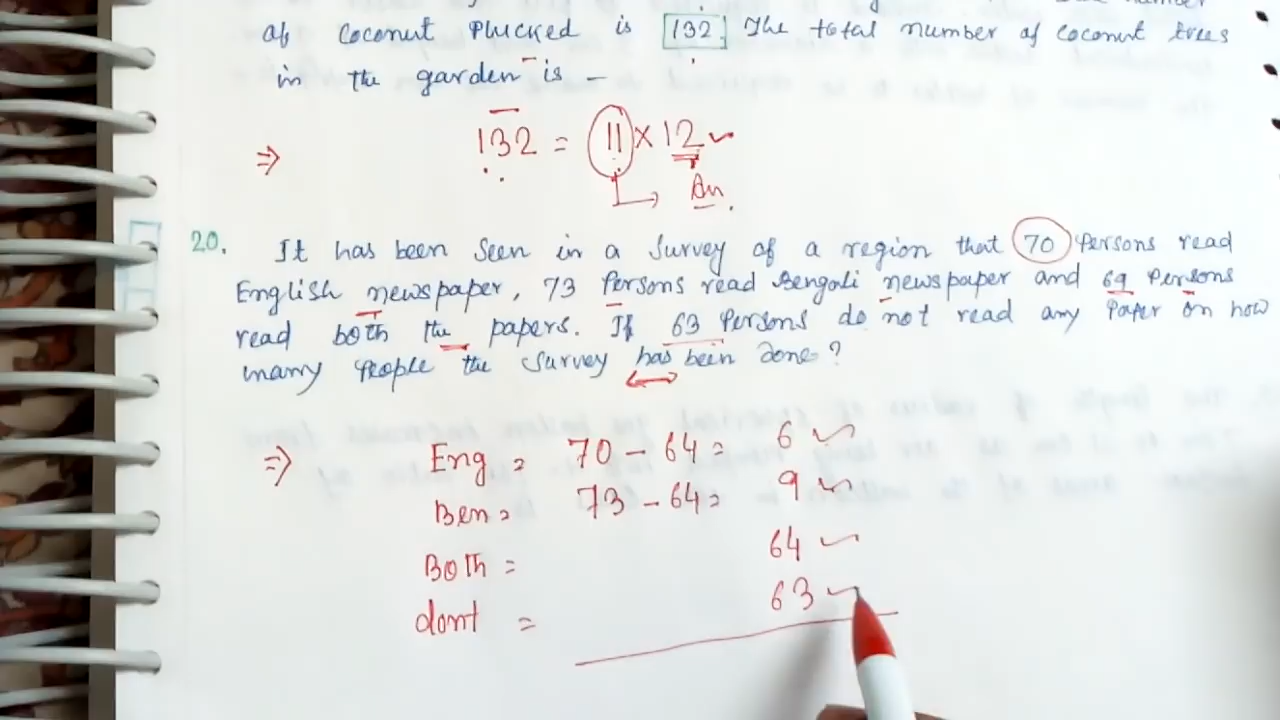 of coconut Plucked is 132. The total number of coconut trees
in the garden is –
⇒ 132 = 11 × 12
An.
20. It has been seen in a survey of a region that 70 Persons read
English newspaper, 73 Persons read Bengali newspaper and 64 Persons
read both the papers. If 63 Persons do not read any Paper on how
many people the survey has been done?
⇒ Eng = 70 – 64 = 6
Ben = 73 – 64 = 9
Both = 64
dont = 63